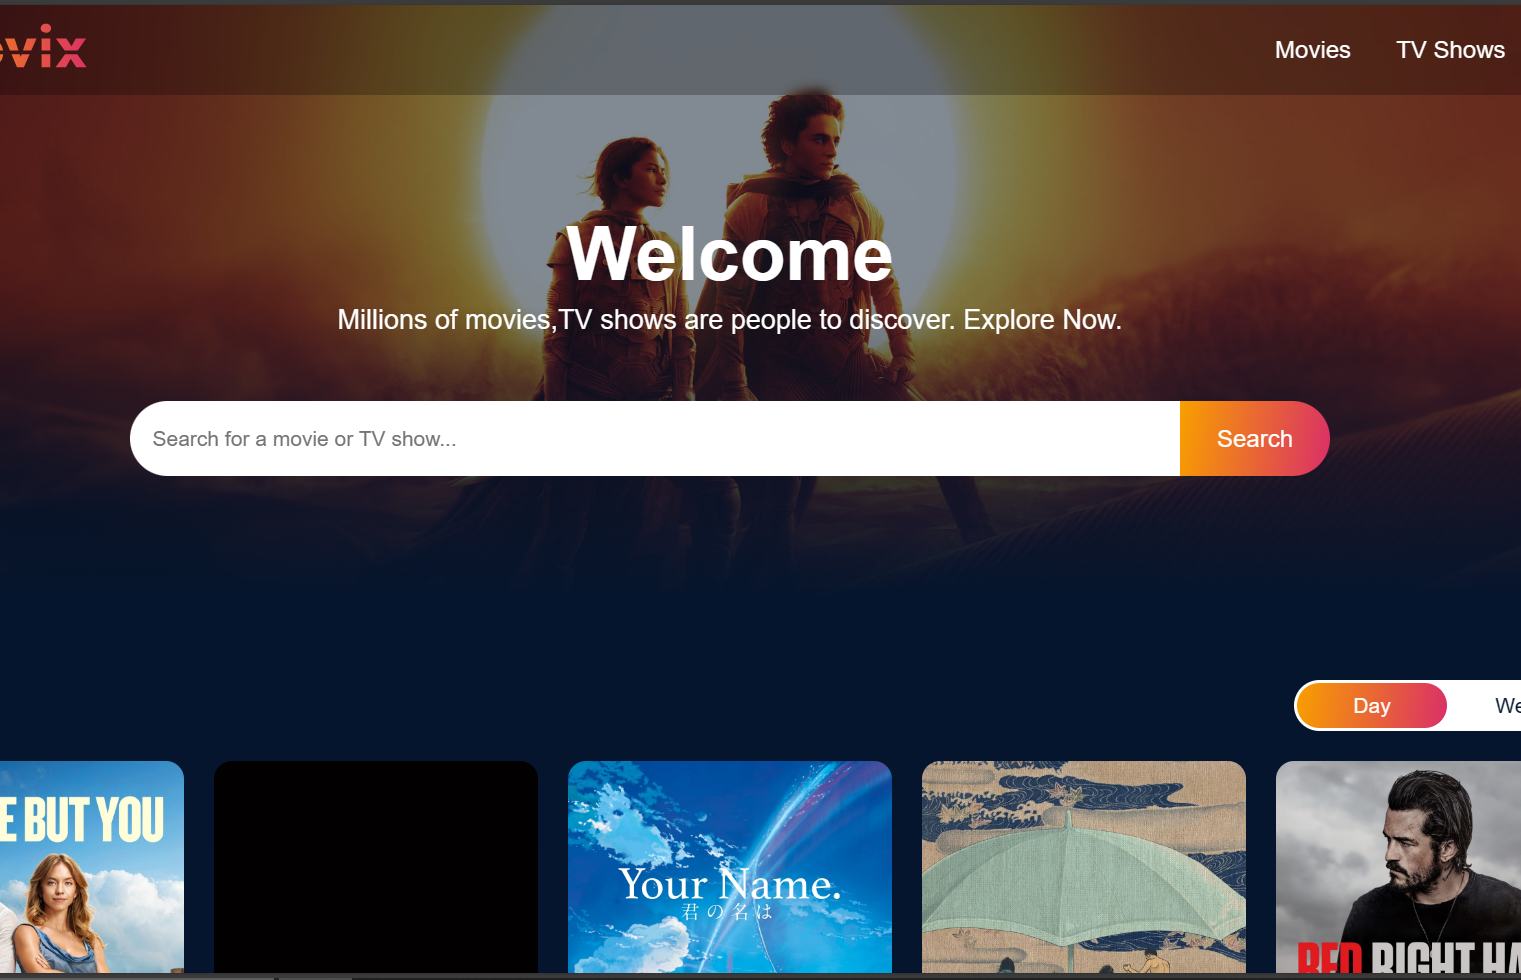 ovix
Movies TV Shows
Welcome
Millions of movies,TV shows are people to discover. Explore Now.
Search for a movie or TV show...
Search
Day We
E BUT YOU
Your Name.
君の名は
RED RIGHT HA